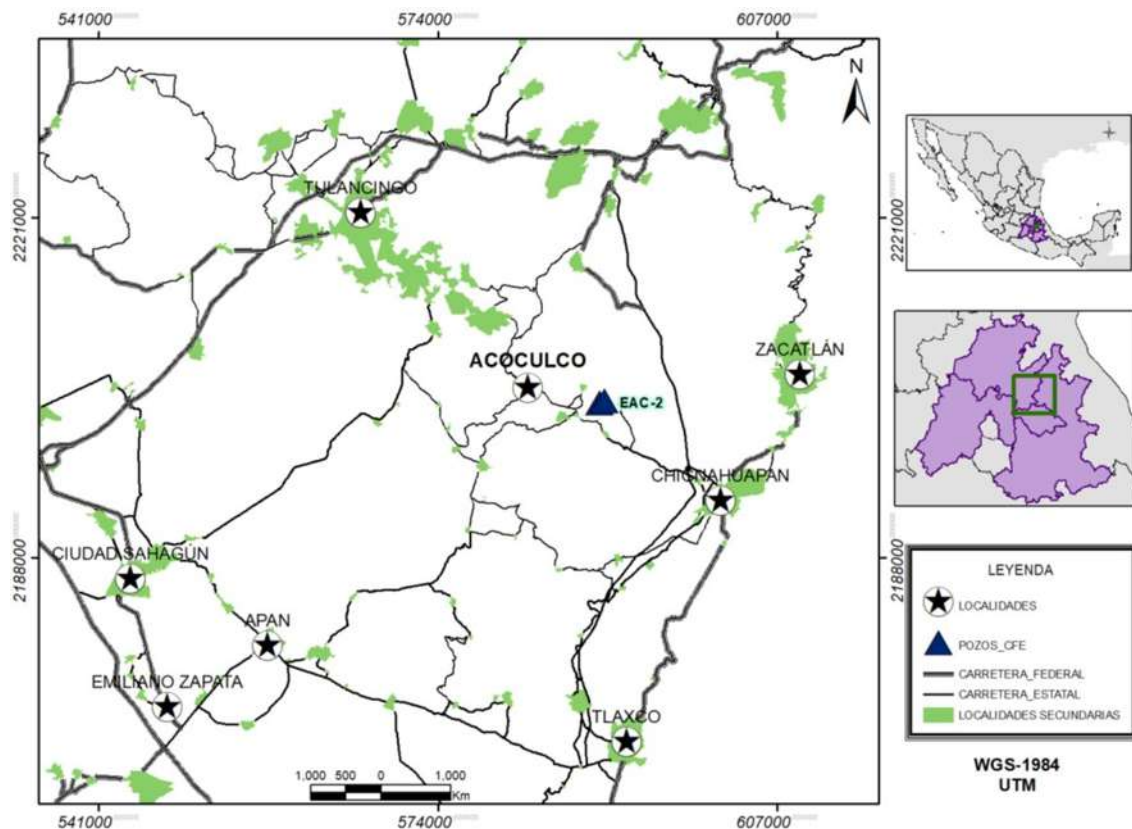 541000
574000
607000
N
2221000
2221000
TULANCINGO
ACOCULCO
ZACATLÁN
EAC-2
CHIGNAHUAPAN
2188000
2188000
CIUDAD SAHAGÚN
APAN
EMILIANO ZAPATA
TLAXCO
1,000 500 0 1,000
Km
541000
574000
607000
LEYENDA
LOCALIDADES
POZOS_CFE
CARRETERA_FEDERAL
CARRETERA_ESTATAL
LOCALIDADES SECUNDARIAS
WGS-1984
UTM